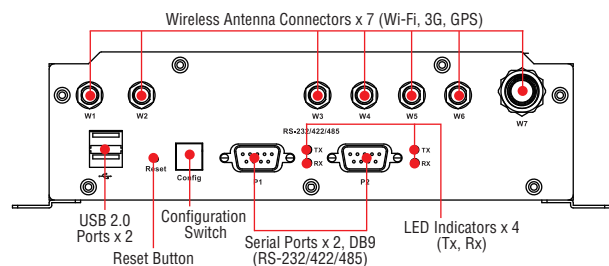 Wireless Antenna Connectors x 7 (Wi-Fi, 3G, GPS)
W1
W2
W3
W4
W5
W6
W7
RS-232/422/485
TX
RX
TX
RX
Reset
Config
P1
P2
USB 2.0
Ports x 2
Reset Button
Configuration
Switch
Serial Ports x 2, DB9
(RS-232/422/485)
LED Indicators x 4
(Tx, Rx)